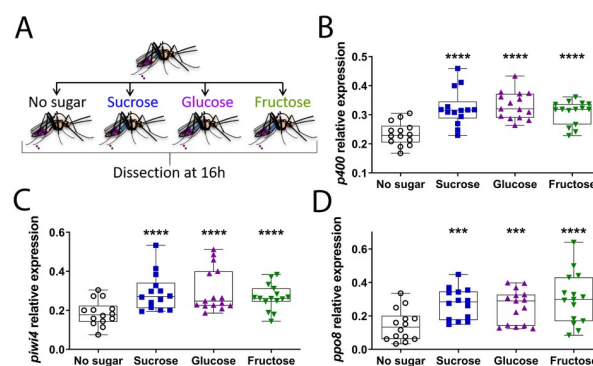 A
No sugar Sucrose Glucose Fructose
Dissection at 16h
B
p400 relative expression
0.5
0.4
0.3
0.2
0.1
**** **** ****
No sugar Sucrose Glucose Fructose
C
piwi4 relative expression
0.6
0.4
0.2
0.0
**** **** ****
No sugar Sucrose Glucose Fructose
D
ppo8 relative expression
0.6
0.4
0.2
0.0
*** *** ****
No sugar Sucrose Glucose Fructose